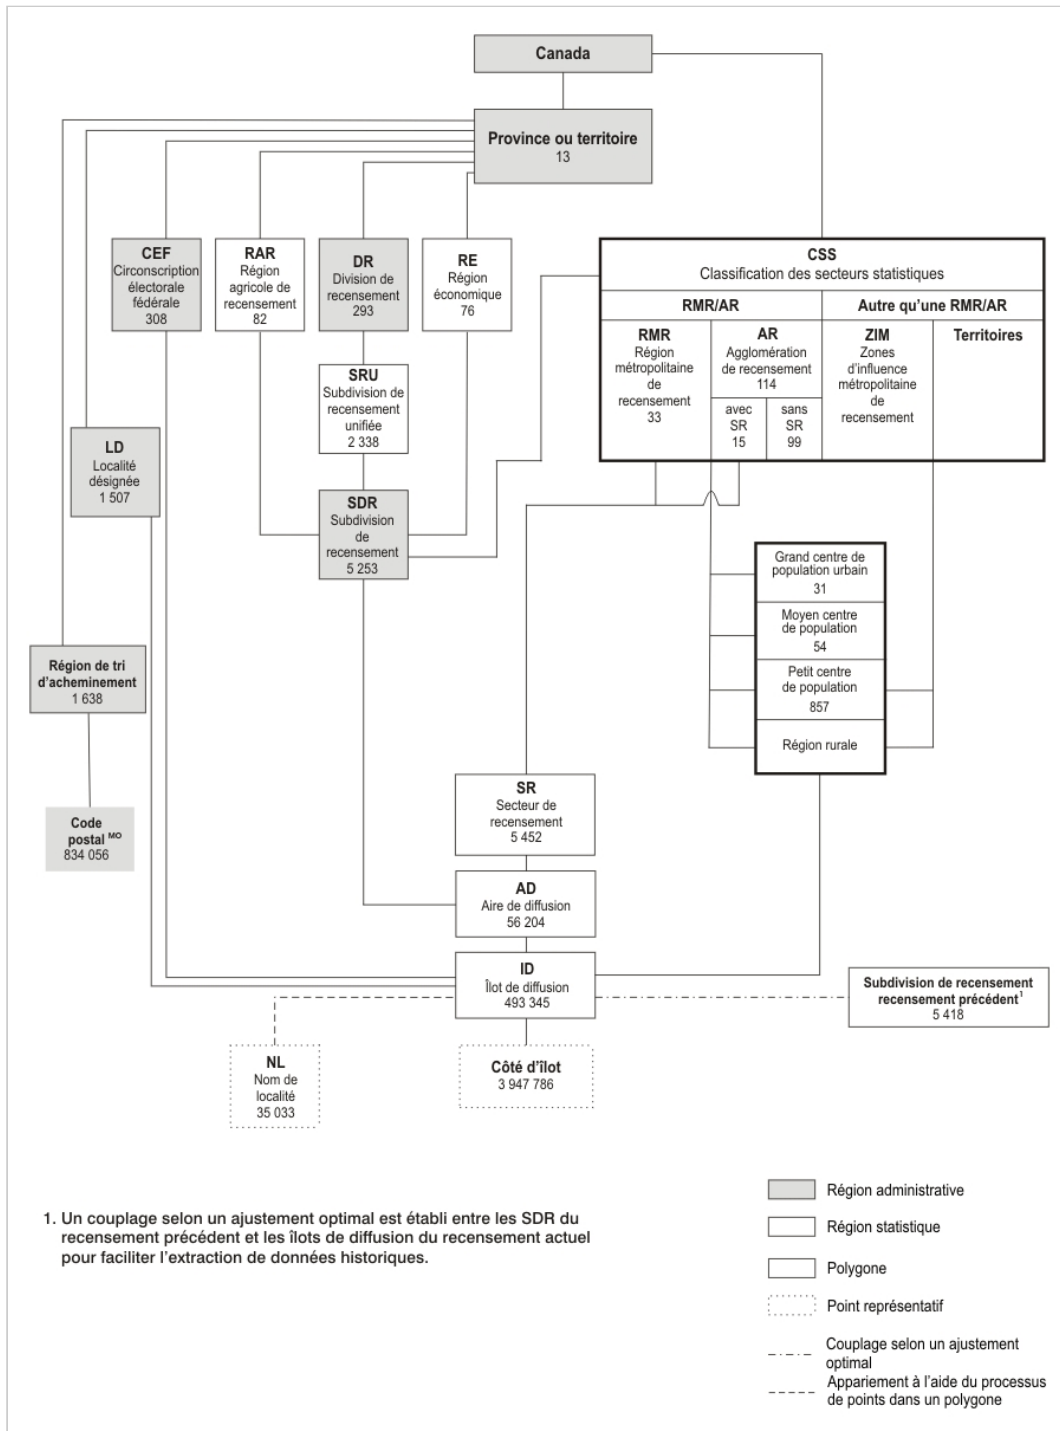 Canada
Province ou territoire
13
CEF
Circonscription
électorale
fédérale
308
RAR
Région
agricole de
recensement
82
DR
Division de
recensement
293
RE
Région
économique
76
CSS
Classification des secteurs statistiques
RMR/AR
Autre qu'une RMR/AR
RMR
Région
métropolitaine
de
recensement
33
AR
Agglomération
de recensement
114
avec
SR
15
sans
SR
99
ZIM
Zones
d'influence
métropolitaine
de
recensement
Territoires
SRU
Subdivision de
recensement
unifiée
2 338
LD
Localité
désignée
1 507
SDR
Subdivision
de
recensement
5 253
Grand centre de
population urbain
31
Moyen centre
de population
54
Petit centre
de population
857
Région rurale
Région de tri
d'acheminement
1 638
Code
postal MO
834 056
SR
Secteur de
recensement
5 452
AD
Aire de diffusion
56 204
ID
Îlot de diffusion
493 345
Subdivision de recensement
recensement précédent1
5 418
NL
Nom de
localité
35 033
Côté d'îlot
3 947 786
1. Un couplage selon un ajustement optimal est établi entre les SDR du
recensement précédent et les îlots de diffusion du recensement actuel
pour faciliter l'extraction de données historiques.
Région administrative
Région statistique
Polygone
Point représentatif
Couplage selon un ajustement
optimal
Appariement à l'aide du processus
de points dans un polygone